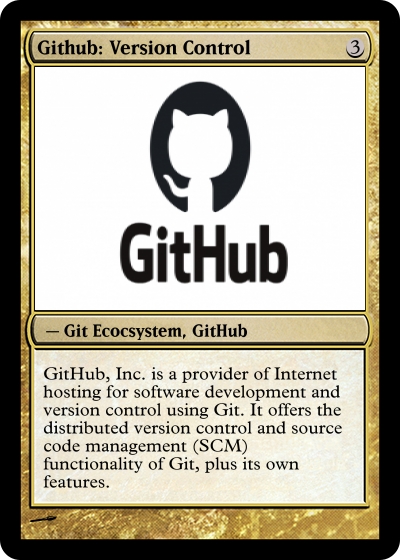 Github: Version Control 3
GitHub
— Git Ecocsystem, GitHub
GitHub, Inc. is a provider of Internet
hosting for software development and
version control using Git. It offers the
distributed version control and source
code management (SCM)
functionality of Git, plus its own
features.